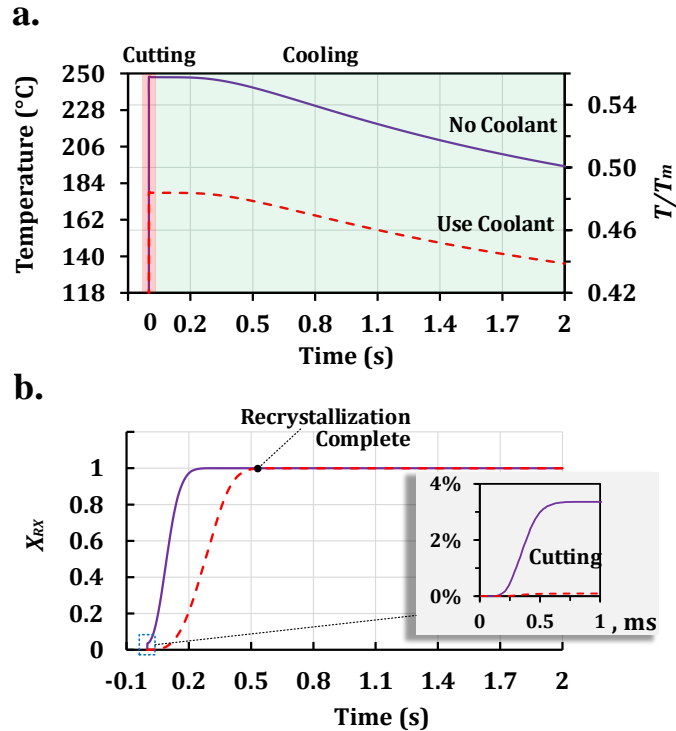 a.
Cutting Cooling
Temperature (°C)
250
228
206
184
162
140
118
No Coolant
Use Coolant
0.56
0.50
0.46
0.42
T/Tm
0 0.2 0.5 0.8 1.1 1.4 1.7 2
Time (s)
b.
Recrystallization
Complete
XRX
1
0.8
0.6
0.4
0.2
0
4%
2%
0%
Cutting
0 0.5 1 , ms
-0.1 0.2 0.5 0.8 1.1 1.4 1.7 2
Time (s)